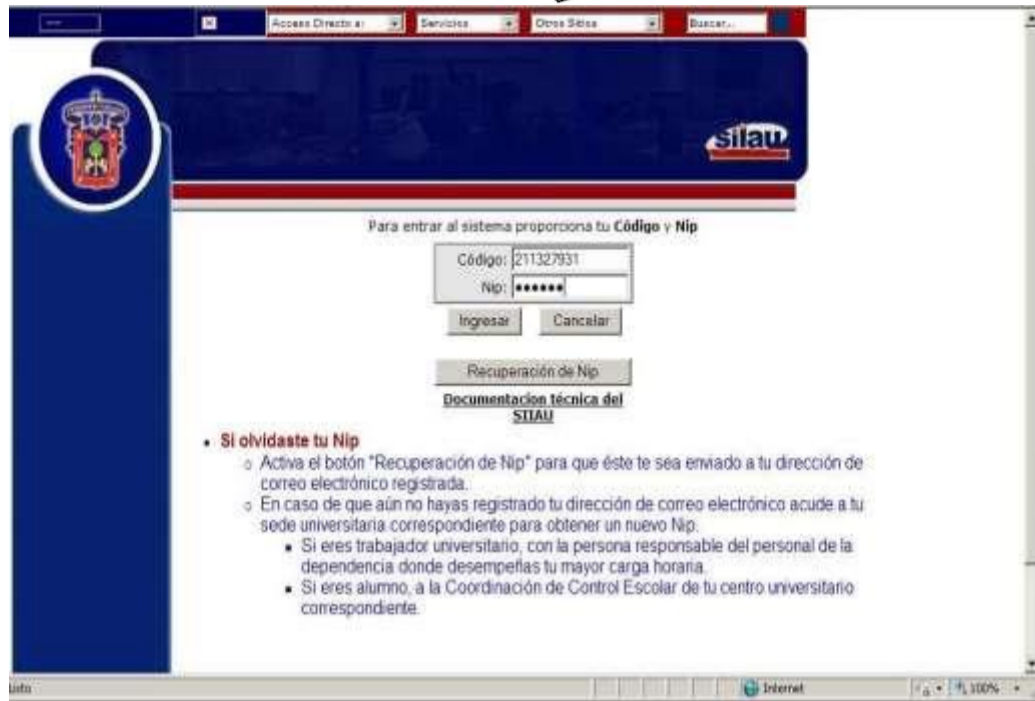 Acceso Directo a:
Servicios
Otros Sitios
Buscar...
siiau
Para entrar al sistema proporciona tu Código y Nip
Código: 211327931
Nip: ••••••
Ingresar
Cancelar
Recuperación de Nip
Documentacion técnica del
SIIAU
Si olvidaste tu Nip
Activa el botón "Recuperación de Nip" para que éste te sea enviado a tu dirección de
correo electrónico registrada.
En caso de que aún no hayas registrado tu dirección de correo electrónico acude a tu
sede universitaria correspondiente para obtener un nuevo Nip.
Si eres trabajador universitario, con la persona responsable del personal de la
dependencia donde desempeñas tu mayor carga horaria.
Si eres alumno, a la Coordinación de Control Escolar de tu centro universitario
correspondiente.
Listo
Internet
100%